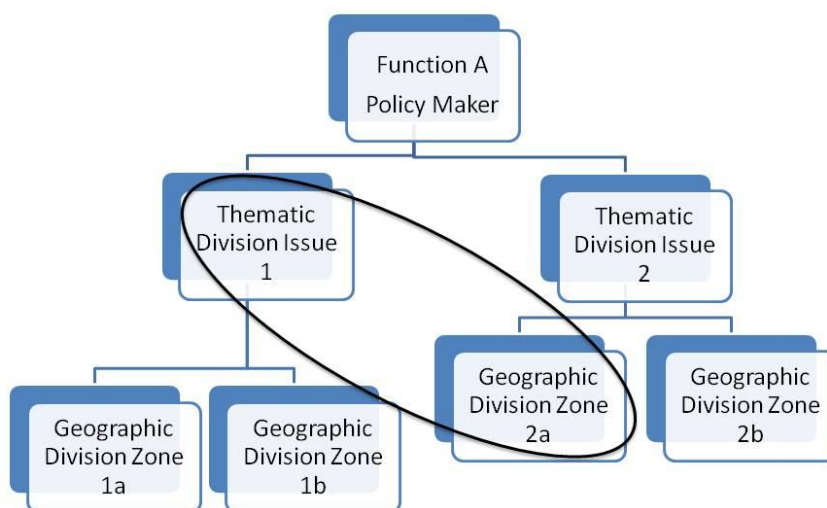 Function A
Policy Maker
Thematic
Division Issue
1
Thematic
Division Issue
2
Geographic
Division Zone
1a
Geographic
Division Zone
1b
Geographic
Division Zone
2a
Geographic
Division Zone
2b